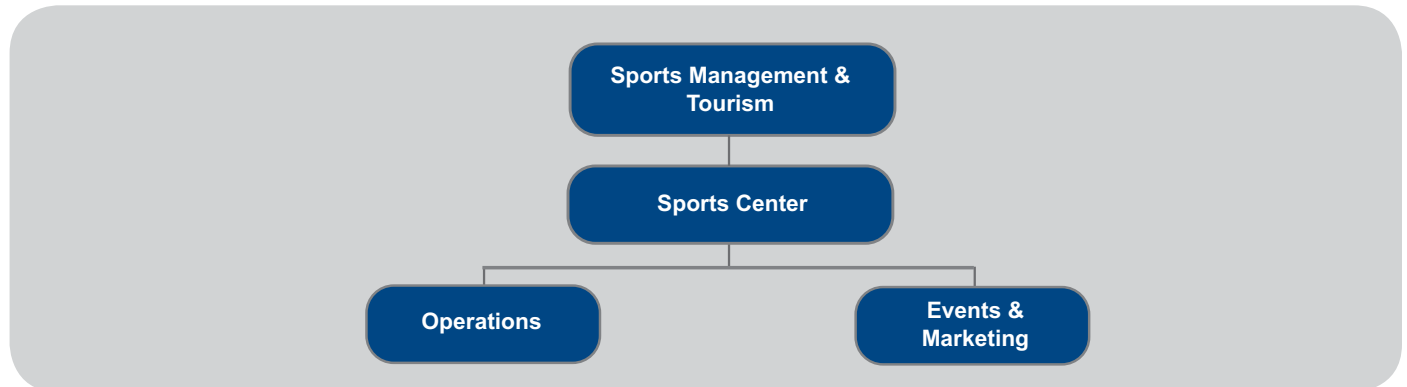 Sports Management &
Tourism
Sports Center
Operations
Events &
Marketing